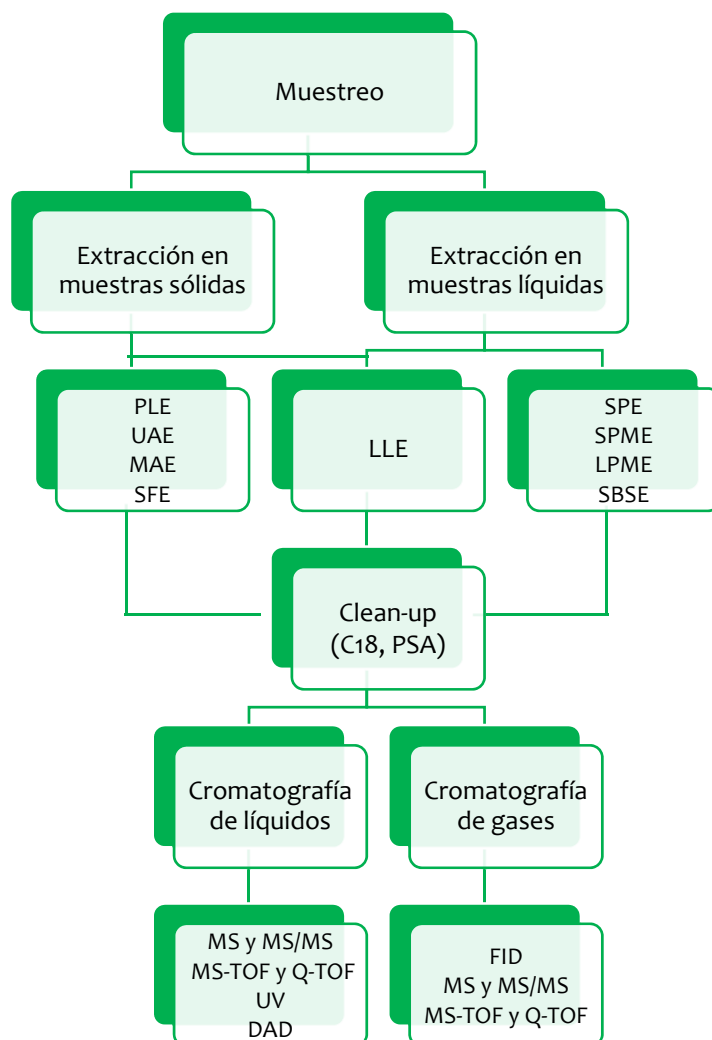 Muestreo
Extracción en
muestras sólidas
Extracción en
muestras líquidas
PLE
UAE
MAE
SFE
LLE
SPE
SPME
LPME
SBSE
Clean-up
(C18, PSA)
Cromatografía
de líquidos
Cromatografía
de gases
MS y MS/MS
MS-TOF y Q-TOF
UV
DAD
FID
MS y MS/MS
MS-TOF y Q-TOF